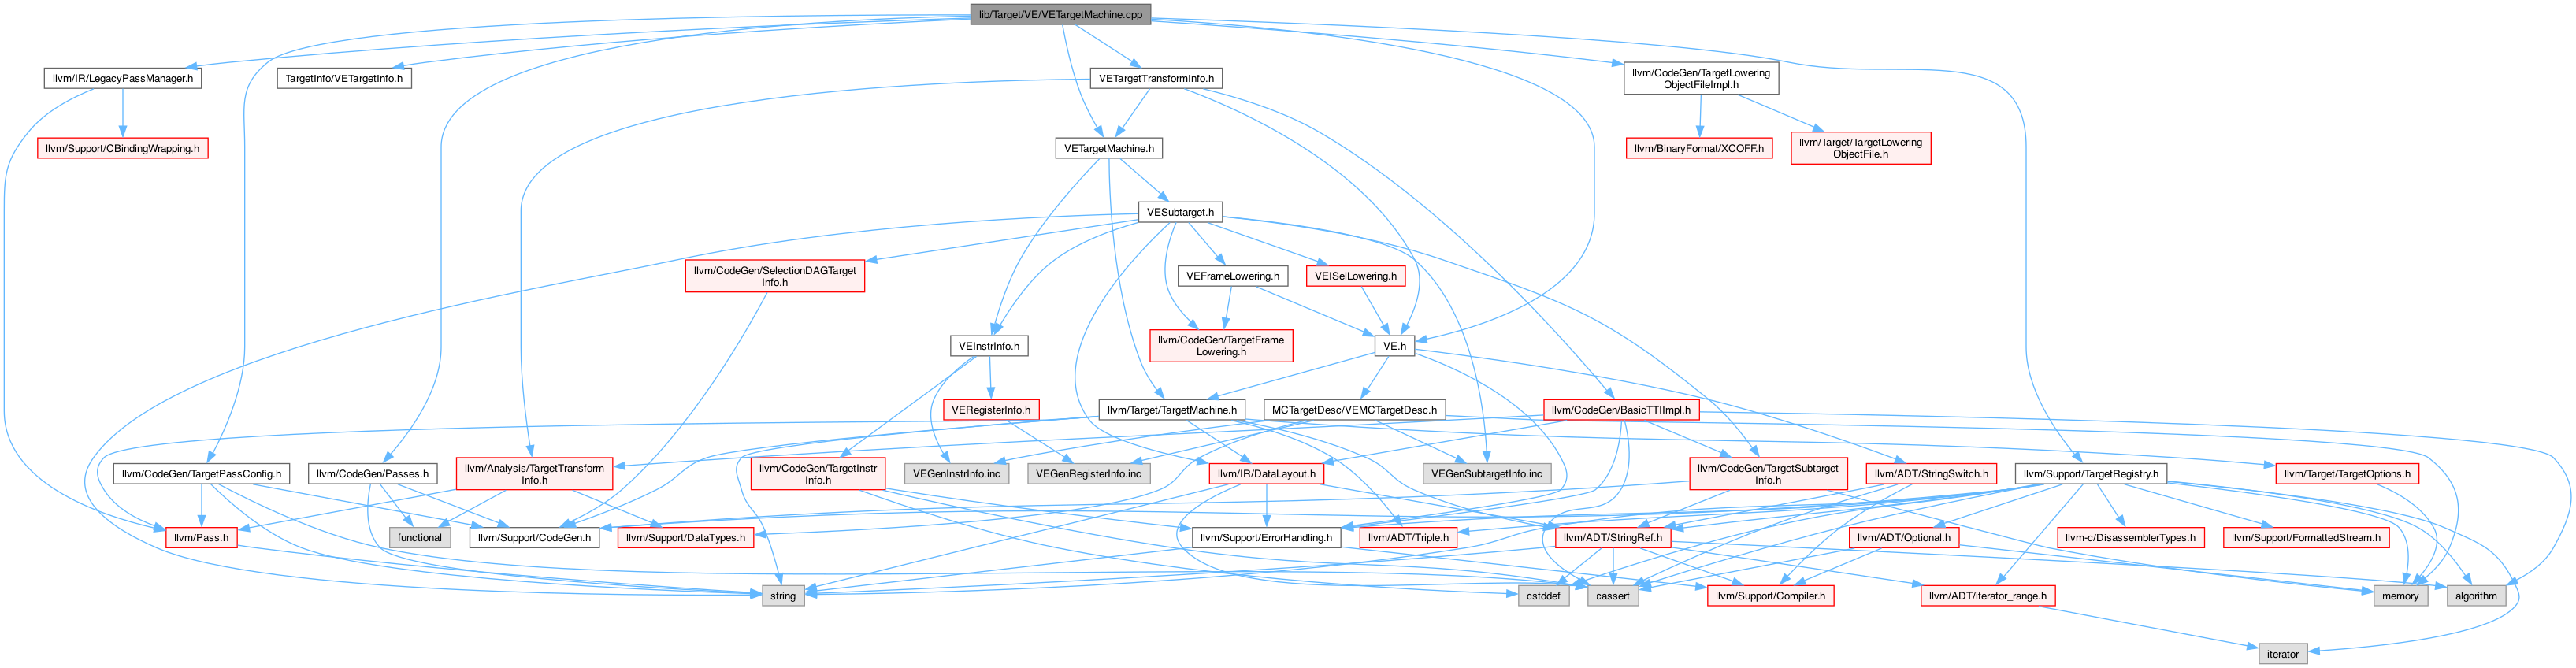 lib/Target/VE/VETargetMachine.cpp
llvm/IR/LegacyPassManager.h
TargetInfo/VETargetInfo.h
VETargetTransformInfo.h
llvm/CodeGen/TargetLowering
ObjectFileImpl.h
llvm/Support/CBindingWrapping.h
VETargetMachine.h
llvm/BinaryFormat/XCOFF.h
llvm/Target/TargetLowering
ObjectFile.h
VESubtarget.h
llvm/CodeGen/SelectionDAGTarget
Info.h
VEFrameLowering.h
VEISelLowering.h
VEInstrInfo.h
llvm/CodeGen/TargetFrame
Lowering.h
VE.h
VERegisterInfo.h
llvm/Target/TargetMachine.h
MCTargetDesc/VEMCTargetDesc.h
llvm/CodeGen/BasicTTIImpl.h
llvm/CodeGen/TargetPassConfig.h
llvm/CodeGen/Passes.h
llvm/Analysis/TargetTransform
Info.h
llvm/CodeGen/TargetInstr
Info.h
VEGenInstrInfo.inc
VEGenRegisterInfo.inc
llvm/IR/DataLayout.h
VEGenSubtargetInfo.inc
llvm/CodeGen/TargetSubtarget
Info.h
llvm/ADT/StringSwitch.h
llvm/Support/TargetRegistry.h
llvm/Target/TargetOptions.h
llvm/Pass.h
functional
llvm/Support/CodeGen.h
llvm/Support/DataTypes.h
llvm/Support/ErrorHandling.h
llvm/ADT/Triple.h
llvm/ADT/StringRef.h
llvm/ADT/Optional.h
llvm-c/DisassemblerTypes.h
llvm/Support/FormattedStream.h
string
cstddef
cassert
llvm/Support/Compiler.h
llvm/ADT/iterator_range.h
memory
algorithm
iterator